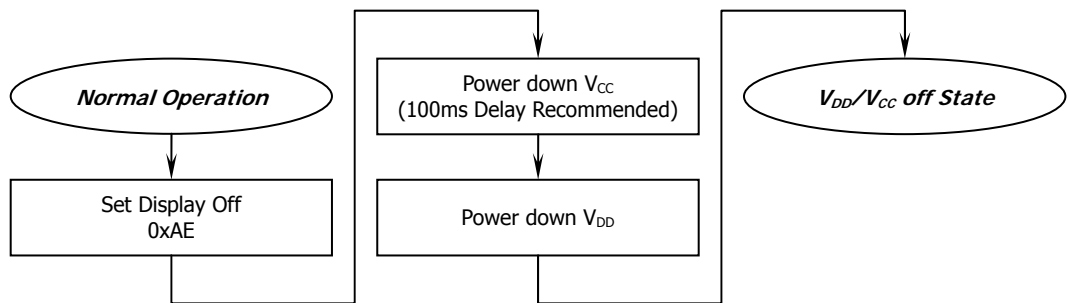 Normal Operation
Set Display Off
0xAE
Power down VCC
(100ms Delay Recommended)
Power down VDD
VDD/VCC off State